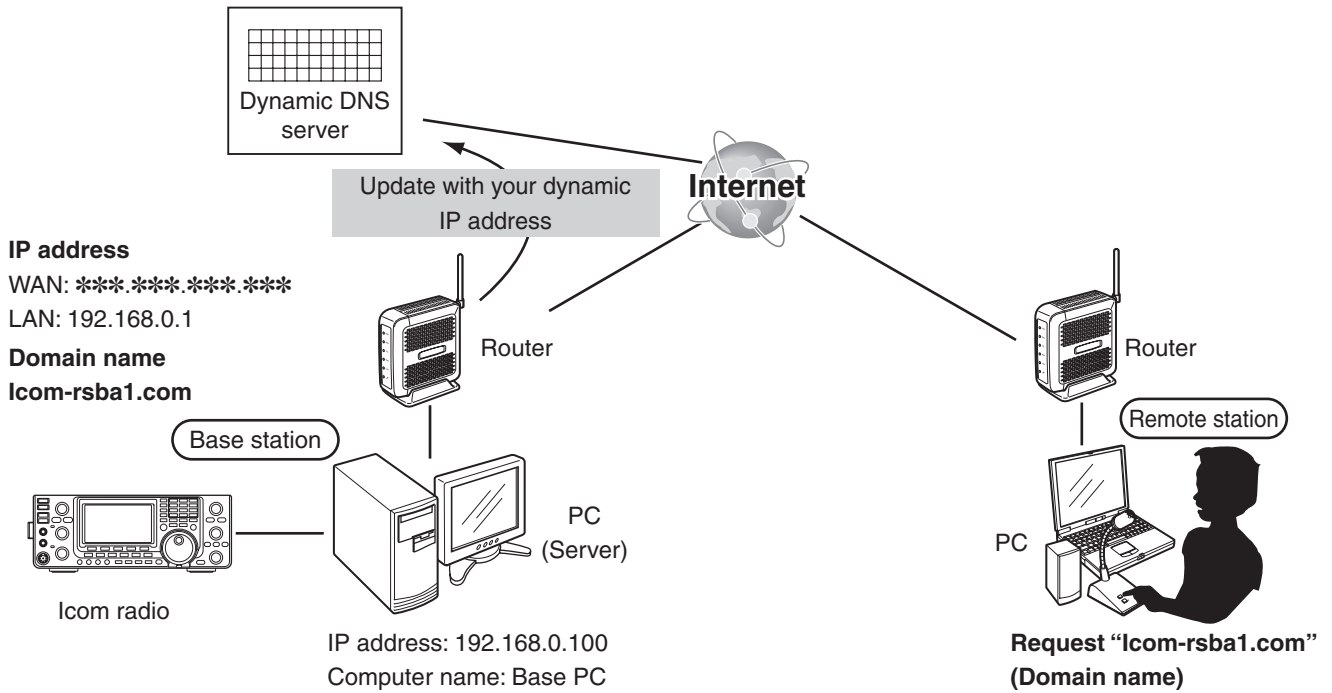 Dynamic DNS
server
Update with your dynamic
IP address
Internet
IP address
WAN: ***.***.***.***
LAN: 192.168.0.1
Domain name
Icom-rsba1.com
Router
Router
Base station
Remote station
PC
(Server)
PC
Icom radio
IP address: 192.168.0.100
Computer name: Base PC
Request “Icom-rsba1.com”
(Domain name)